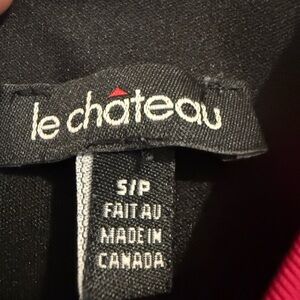 le château
S/P
FAIT AU
MADE IN
CANADA